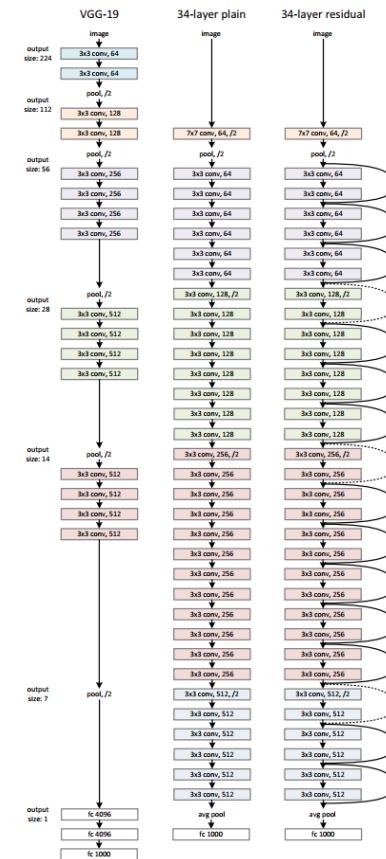 VGG-19
image
output
size: 224
3x3 conv, 64
3x3 conv, 64
pool, /2
output
size: 112
3x3 conv, 128
3x3 conv, 128
pool, /2
output
size: 56
3x3 conv, 256
3x3 conv, 256
3x3 conv, 256
3x3 conv, 256
pool, /2
output
size: 28
3x3 conv, 512
3x3 conv, 512
3x3 conv, 512
3x3 conv, 512
output
size: 14
pool, /2
3x3 conv, 512
3x3 conv, 512
3x3 conv, 512
3x3 conv, 512
output
size: 7
pool, /2
output
size: 1
fc 4096
fc 4096
fc 1000
34-layer plain
image
7x7 conv, 64, /2
pool, /2
3x3 conv, 64
3x3 conv, 64
3x3 conv, 64
3x3 conv, 64
3x3 conv, 64
3x3 conv, 64
3x3 conv, 128, /2
3x3 conv, 128
3x3 conv, 128
3x3 conv, 128
3x3 conv, 128
3x3 conv, 128
3x3 conv, 128
3x3 conv, 128
3x3 conv, 256, /2
3x3 conv, 256
3x3 conv, 256
3x3 conv, 256
3x3 conv, 256
3x3 conv, 256
3x3 conv, 256
3x3 conv, 256
3x3 conv, 256
3x3 conv, 256
3x3 conv, 256
3x3 conv, 256
3x3 conv, 512, /2
3x3 conv, 512
3x3 conv, 512
3x3 conv, 512
3x3 conv, 512
3x3 conv, 512
avg pool
fc 1000
34-layer residual
image
7x7 conv, 64, /2
pool, /2
3x3 conv, 64
3x3 conv, 64
3x3 conv, 64
3x3 conv, 64
3x3 conv, 64
3x3 conv, 64
3x3 conv, 128, /2
3x3 conv, 128
3x3 conv, 128
3x3 conv, 128
3x3 conv, 128
3x3 conv, 128
3x3 conv, 128
3x3 conv, 128
3x3 conv, 256, /2
3x3 conv, 256
3x3 conv, 256
3x3 conv, 256
3x3 conv, 256
3x3 conv, 256
3x3 conv, 256
3x3 conv, 256
3x3 conv, 256
3x3 conv, 256
3x3 conv, 256
3x3 conv, 256
3x3 conv, 512, /2
3x3 conv, 512
3x3 conv, 512
3x3 conv, 512
3x3 conv, 512
3x3 conv, 512
avg pool
fc 1000